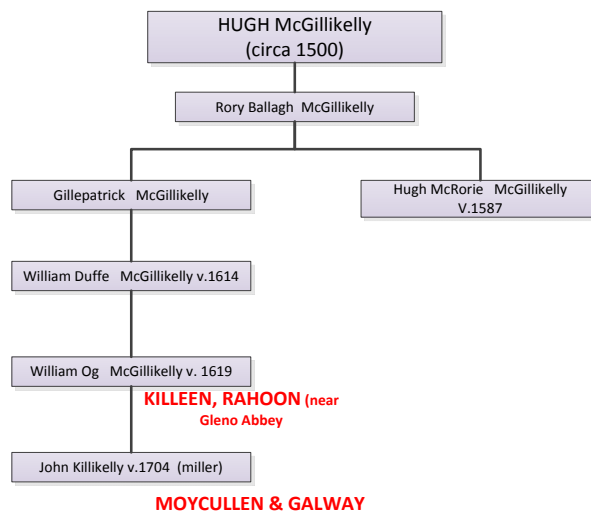 HUGH McGillikelly
(circa 1500)
Rory Ballagh McGillikelly
Gillepatrick McGillikelly
Hugh McRorie McGillikelly
V.1587
William Duffe McGillikelly v.1614
William Og McGillikelly v. 1619
KILLEEN, RAHOON (near
Gleno Abbey
John Killikelly v.1704 (miller)
MOYCULLEN & GALWAY